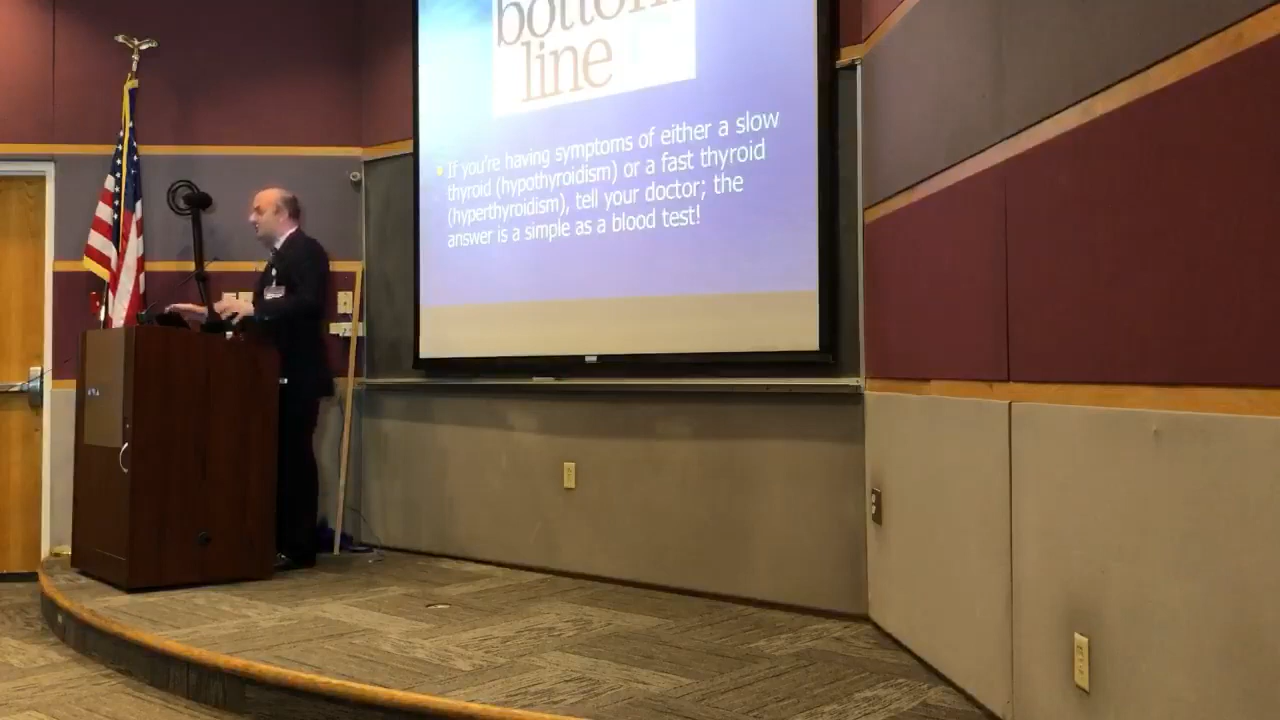 bottom
line
If you're having symptoms of either a slow
thyroid (hypothyroidism) or a fast thyroid
(hyperthyroidism), tell your doctor; the
answer is a simple as a blood test!